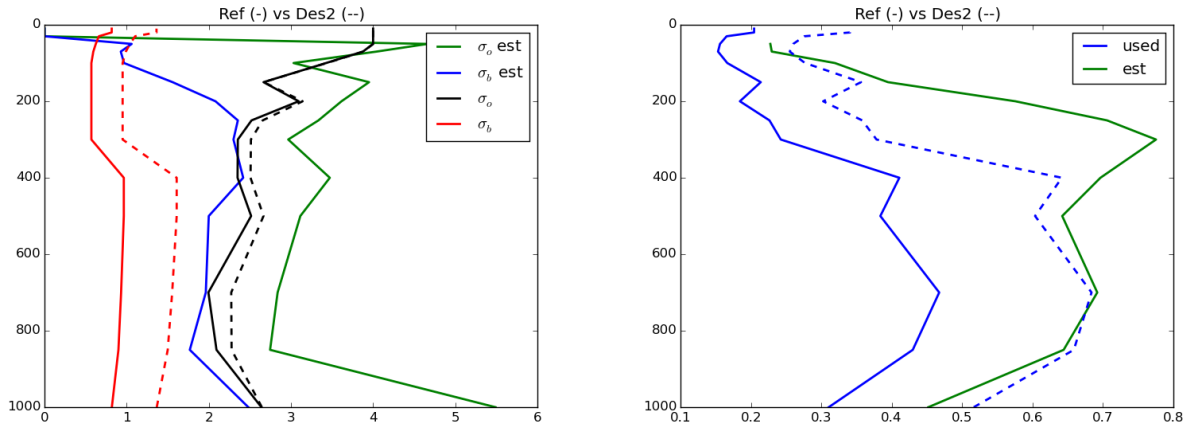 Ref (-) vs Des2 (--)
0
200
400
600
800
1000
0 1 2 3 4 5 6
σo est
σb est
σo
σb
Ref (-) vs Des2 (--)
0
200
400
600
800
1000
0.1 0.2 0.3 0.4 0.5 0.6 0.7 0.8
used
est